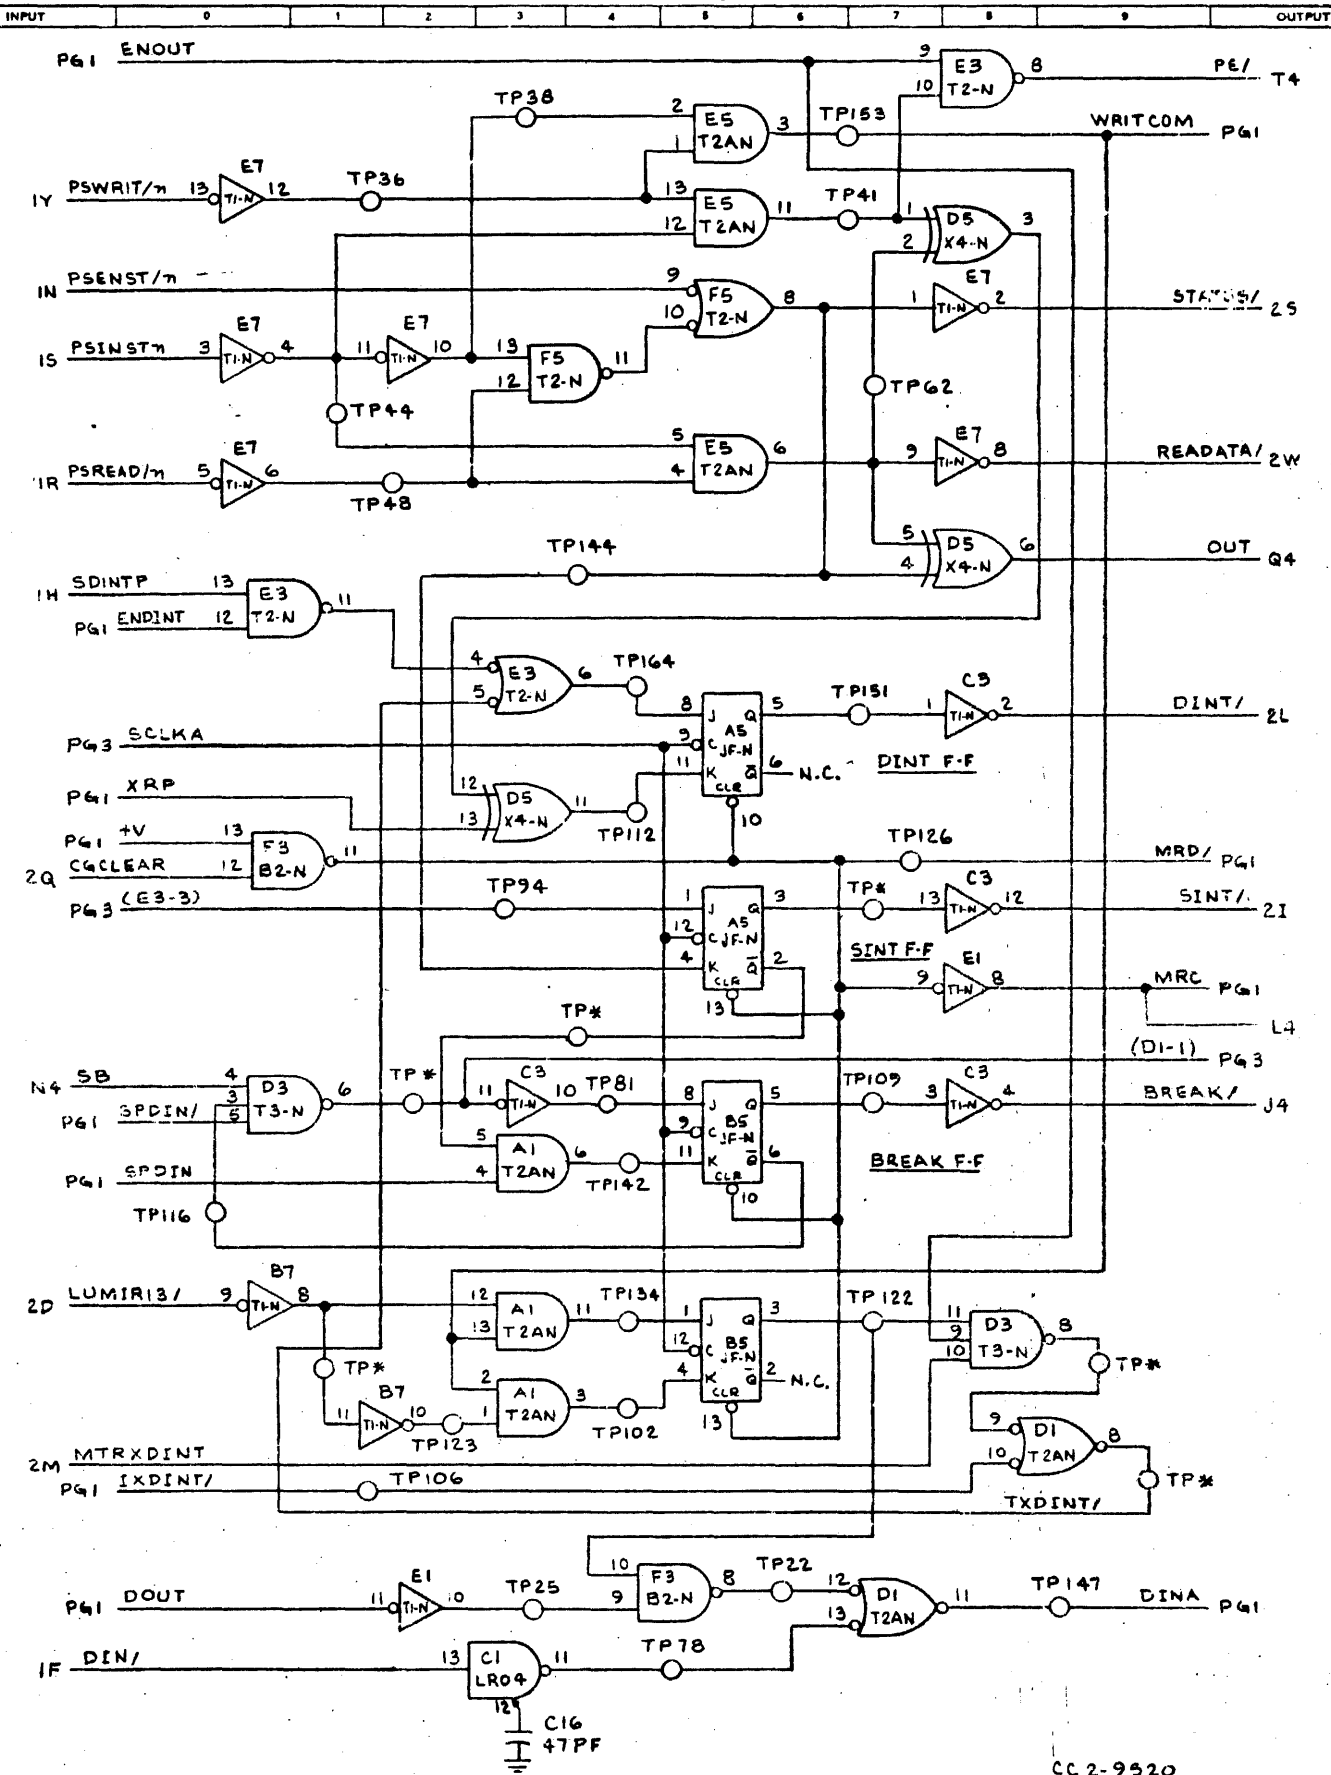 INPUT 0 1 2 3 4 5 6 7 8 9 OUTPUT
PG1 ENOUT 9 E3 8 PE/ T4
10 T2-N
TP38 2 E5 3 TP153 WRITCOM PG1
1 T2AN
1Y PSWRIT/n 13 E7 T1-N 12 TP36 13 E5 11 TP41 1 D5 3
12 T2AN 2 X4-N
1N PSENST/n 9 F5 8 1 E7 T1-N 2 STATUS/ 2S
10 T2-N
1S PSINSTn 3 E7 T1-N 4 11 E7 T1-N 10 13 F5 11
12 T2-N
TP44 TP62
5 E5 6 9 E7 T1-N 8 READATA/ 2W
1R PSREAD/n 5 E7 T1-N 6 TP48 4 T2AN
TP144 5 D5 6 OUT Q4
4 X4-N
1H SDINTP 13 E3 11
PG1 ENDINT 12 T2-N
4 E3 6 TP164
5 T2-N
8 J Q 5 TP151 1 C3 T1-N 2 DINT/ 2L
PG3 SCLKA 9 C A5 JF-N
11 K Q 6 N.C. DINT F-F
CLR 10
PG1 XRP 12 D5 11 TP112
13 X4-N
PG1 +V 13 F3 11 TP126 MRD/ PG1
2Q CGCLEAR 12 B2-N
PG3 (E3-3) TP94 1 J Q 3 TP* 13 C3 T1-N 12 SINT/ 2I
12 C A5 JF-N
4 K Q 2 SINT F-F
CLR 13
9 E1 T1-N 8 MRC PG1
L4
TP*
(D1-1) PG3
N4 SB 4 D3 6 TP* 11 C3 T1-N 10 TP81 8 J Q 5 TP109 3 C3 T1-N 4 BREAK/ J4
3 T3-N
PG1 SPDIN/ 5
9 C B5 JF-N
5 A1 6 TP142 11 K Q 6 BREAK F-F
PG1 SPDIN 4 T2AN
CLR 10
TP116
2D LUMIR13/ 9 B7 T1-N 8 12 A1 11 TP134 1 J Q 3 TP122 11 D3 8 TP*
13 T2AN 12 C B5 JF-N 9 T3-N
10
TP* 2 A1 3 TP102 4 K Q 2 N.C.
11 B7 T1-N 10 TP123 1 T2AN CLR 13
9 D1 8 TP*
10 T2AN
2M MTRXDINT
PG1 IXDINT/ TP106
TXDINT/
PG1 DOUT 11 E1 T1-N 10 TP25 10 F3 8 TP22 12 D1 11 TP147 DINA PG1
9 B2-N 13 T2AN
1F DIN/ 13 C1 11 TP78
LR04
12
C16
47PF
CC 2-9520